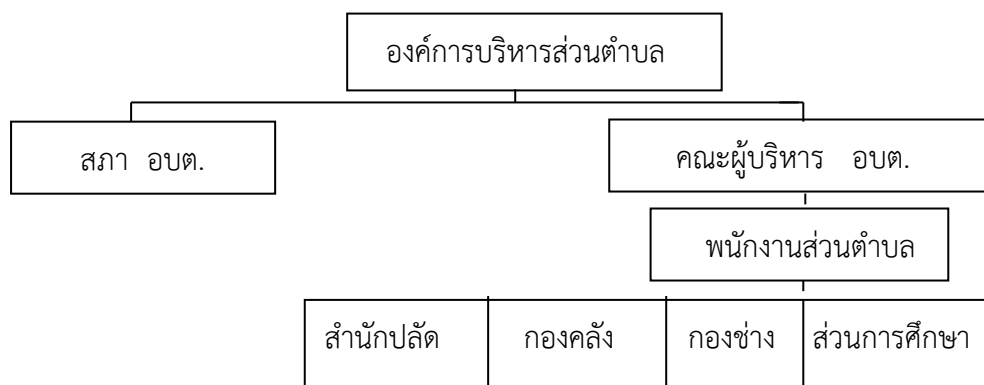 องค์การบริหารส่วนตำบล
สภา อบต.
คณะผู้บริหาร อบต.
พนักงานส่วนตำบล
สำนักปลัด กองคลัง กองช่าง ส่วนการศึกษา